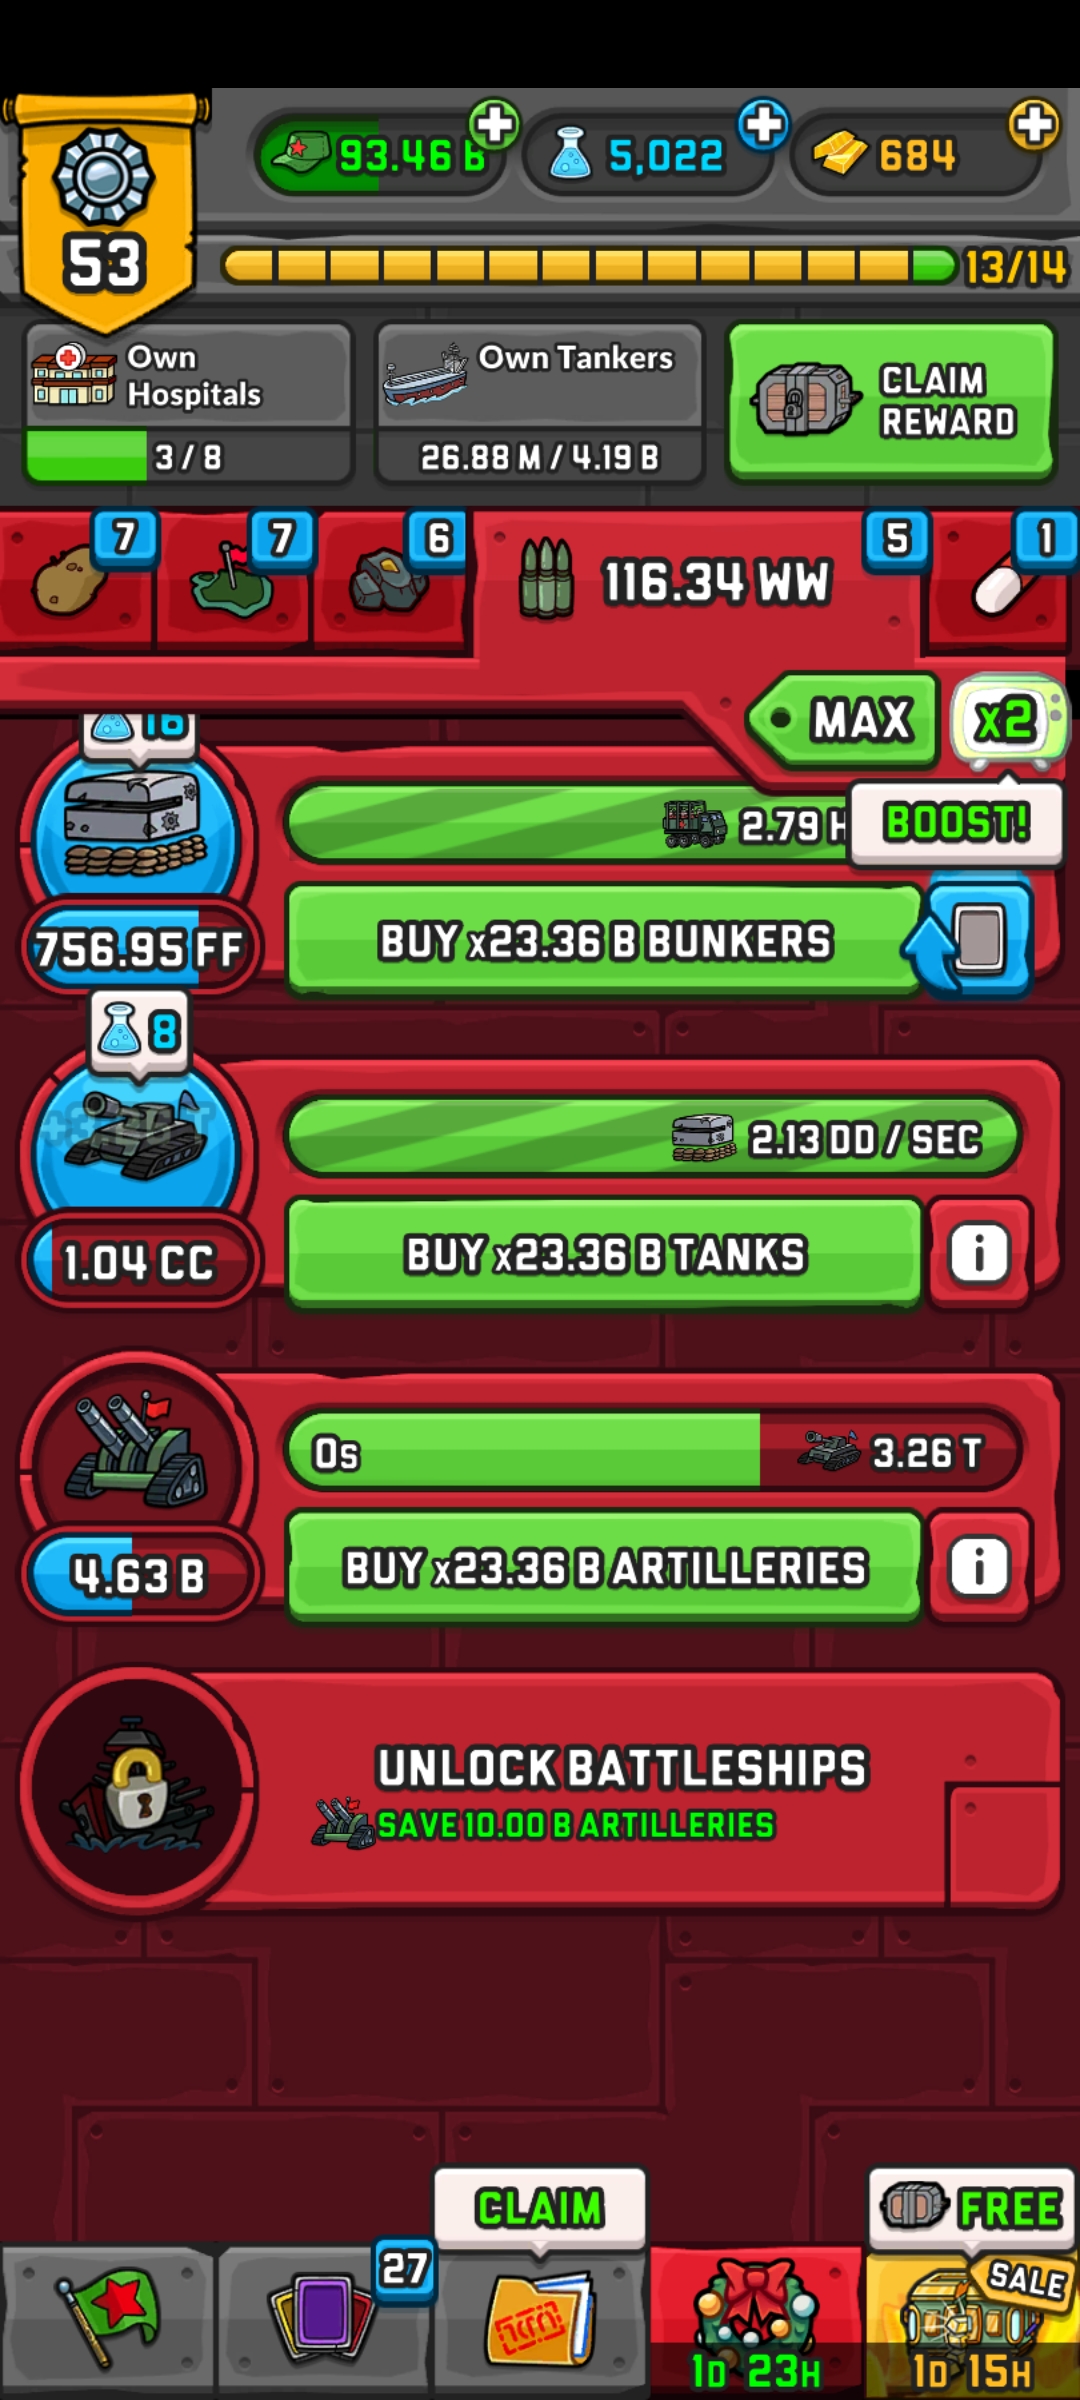 93.46 B
5,022
684
53
13/14
Own
Hospitals
3 / 8
Own Tankers
26.88 M / 4.19 B
CLAIM
REWARD
7
7
6
116.34 WW
5
1
MAX
x2
BOOST!
16
2.79 H
756.95 FF
BUY x23.36 B BUNKERS
8
2.13 DD / SEC
1.04 CC
BUY x23.36 B TANKS
i
0s
3.26 T
4.63 B
BUY x23.36 B ARTILLERIES
i
UNLOCK BATTLESHIPS
SAVE 10.00 B ARTILLERIES
CLAIM
FREE
27
SALE
1D 23H
1D 15H